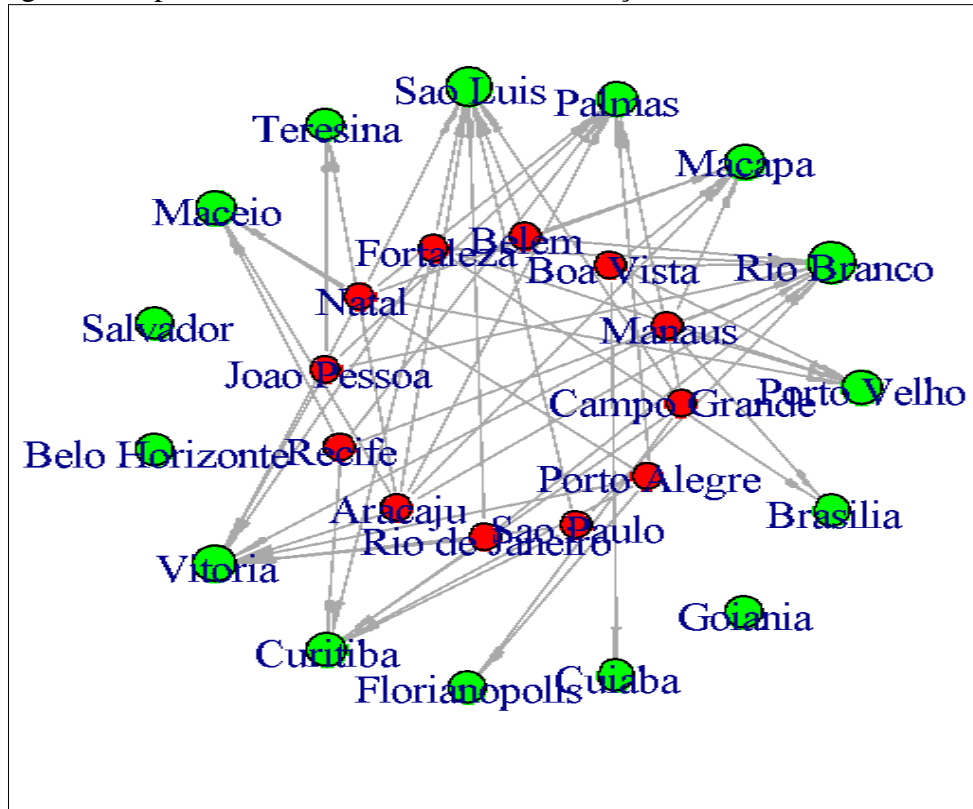 Sao Luis
Palmas
Teresina
Macapa
Maceio
Fortaleza
Belem
Boa Vista
Rio Branco
Natal
Salvador
Manaus
Joao Pessoa
Campo Grande
Porto Velho
Belo Horizonte
Recife
Porto Alegre
Aracaju
Sao Paulo
Brasilia
Rio de Janeiro
Vitoria
Goiania
Curitiba
Florianopolis
Cuiaba